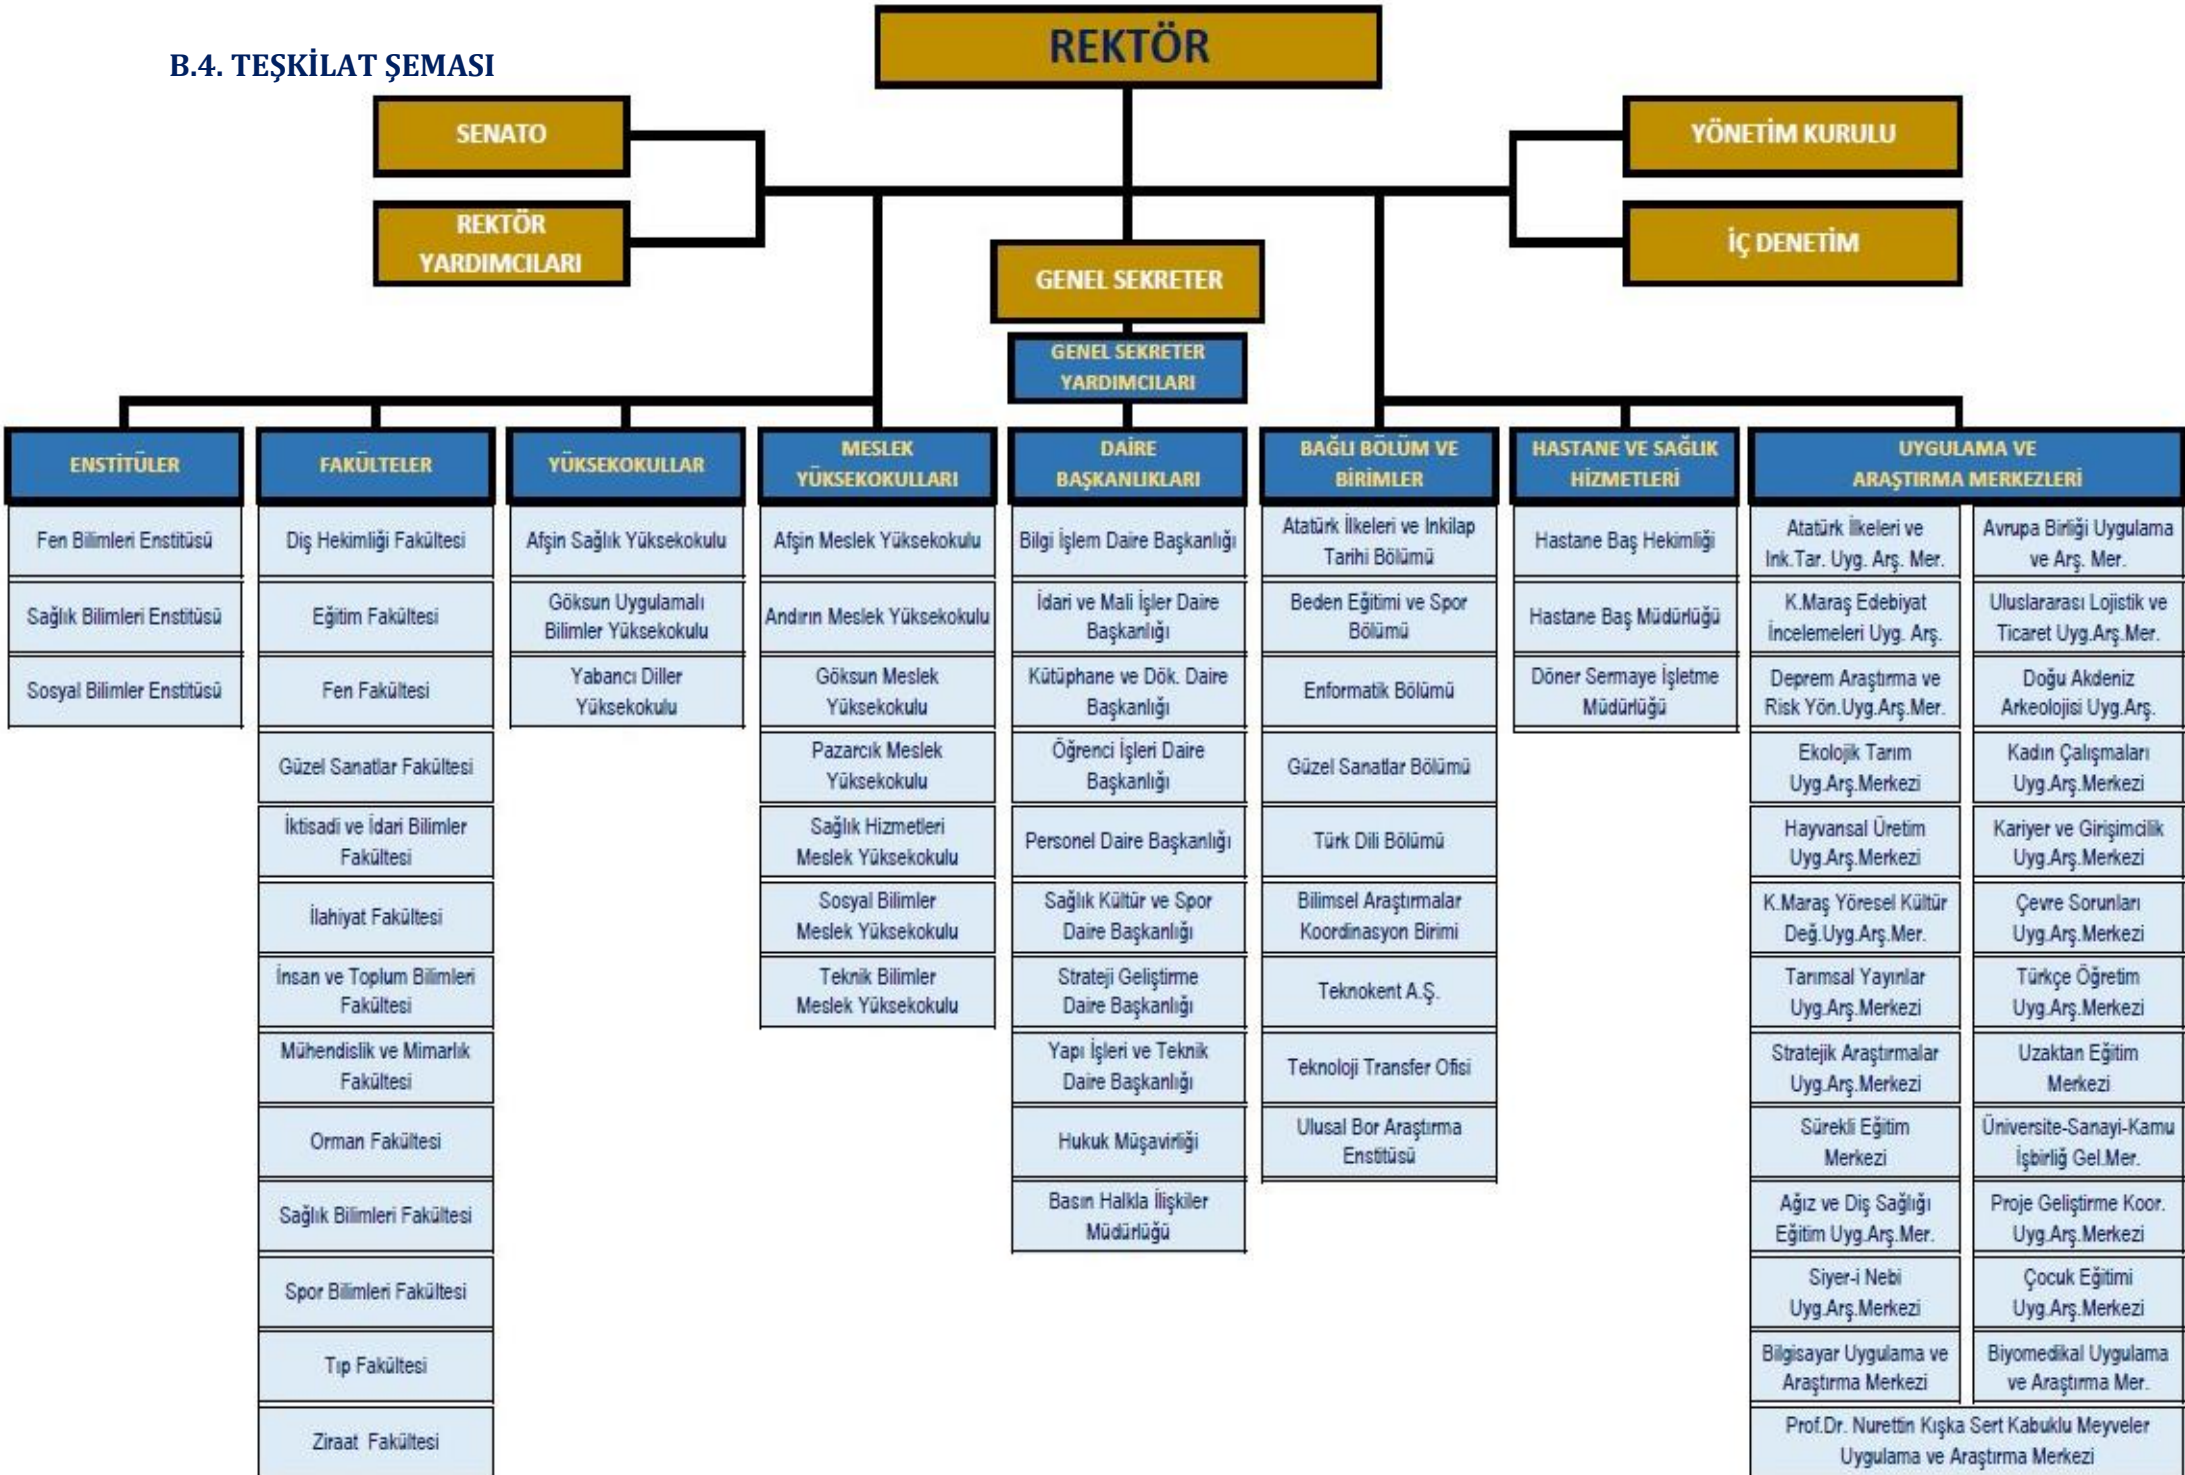 B.4. TEŞKİLAT ŞEMASI
REKTÖR
SENATO
YÖNETİM KURULU
REKTÖR
YARDIMCILARI
İÇ DENETİM
GENEL SEKRETER
GENEL SEKRETER
YARDIMCILARI
ENSTİTÜLER
Fen Bilimleri Enstitüsü
Sağlık Bilimleri Enstitüsü
Sosyal Bilimler Enstitüsü
FAKÜLTELER
Diş Hekimliği Fakültesi
Eğitim Fakültesi
Fen Fakültesi
Güzel Sanatlar Fakültesi
İktisadi ve İdari Bilimler
Fakültesi
İlahiyat Fakültesi
İnsan ve Toplum Bilimleri
Fakültesi
Mühendislik ve Mimarlık
Fakültesi
Orman Fakültesi
Sağlık Bilimleri Fakültesi
Spor Bilimleri Fakültesi
Tıp Fakültesi
Ziraat Fakültesi
YÜKSEKOKULLAR
Afşin Sağlık Yüksekokulu
Göksun Uygulamalı
Bilimler Yüksekokulu
Yabancı Diller
Yüksekokulu
MESLEK
YÜKSEKOKULLARI
Afşin Meslek Yüksekokulu
Andırın Meslek Yüksekokulu
Göksun Meslek
Yüksekokulu
Pazarcık Meslek
Yüksekokulu
Sağlık Hizmetleri
Meslek Yüksekokulu
Sosyal Bilimler
Meslek Yüksekokulu
Teknik Bilimler
Meslek Yüksekokulu
DAİRE
BAŞKANLIKLARI
Bilgi İşlem Daire Başkanlığı
İdari ve Mali İşler Daire
Başkanlığı
Kütüphane ve Dök. Daire
Başkanlığı
Öğrenci İşleri Daire
Başkanlığı
Personel Daire Başkanlığı
Sağlık Kültür ve Spor
Daire Başkanlığı
Strateji Geliştirme
Daire Başkanlığı
Yapı İşleri ve Teknik
Daire Başkanlığı
Hukuk Müşavirliği
Basın Halkla İlişkiler
Müdürlüğü
BAĞLI BÖLÜM VE
BİRİMLER
Atatürk İlkeleri ve Inkilap
Tarihi Bölümü
Beden Eğitimi ve Spor
Bölümü
Enformatik Bölümü
Güzel Sanatlar Bölümü
Türk Dili Bölümü
Bilimsel Araştırmalar
Koordinasyon Birimi
Teknokent A.Ş.
Teknoloji Transfer Ofisi
Ulusal Bor Araştırma
Enstitüsü
HASTANE VE SAĞLIK
HİZMETLERİ
Hastane Baş Hekimliği
Hastane Baş Müdürlüğü
Döner Sermaye İşletme
Müdürlüğü
UYGULAMA VE
ARAŞTIRMA MERKEZLERİ
Atatürk İlkeleri ve
Ink.Tar. Uyg. Arş. Mer.
Avrupa Birliği Uygulama
ve Arş. Mer.
K.Maraş Edebiyat
İncelemeleri Uyg. Arş.
Uluslararası Lojistik ve
Ticaret Uyg.Arş.Mer.
Deprem Araştırma ve
Risk Yön.Uyg.Arş.Mer.
Doğu Akdeniz
Arkeolojisi Uyg.Arş.
Ekolojik Tarım
Uyg.Arş.Merkezi
Kadın Çalışmaları
Uyg.Arş.Merkezi
Hayvansal Üretim
Uyg.Arş.Merkezi
Kariyer ve Girişimcilik
Uyg.Arş.Merkezi
K.Maraş Yöresel Kültür
Değ.Uyg.Arş.Mer.
Çevre Sorunları
Uyg.Arş.Merkezi
Tarımsal Yayınlar
Uyg.Arş.Merkezi
Türkçe Öğretim
Uyg.Arş.Merkezi
Stratejik Araştırmalar
Uyg.Arş.Merkezi
Uzaktan Eğitim
Merkezi
Sürekli Eğitim
Merkezi
Üniversite-Sanayi-Kamu
İşbirliğ Gel.Mer.
Ağız ve Diş Sağlığı
Eğitim Uyg.Arş.Mer.
Proje Geliştirme Koor.
Uyg.Arş.Merkezi
Siyer-i Nebi
Uyg.Arş.Merkezi
Çocuk Eğitimi
Uyg.Arş.Merkezi
Bilgisayar Uygulama ve
Araştırma Merkezi
Biyomedikal Uygulama
ve Araştırma Mer.
Prof.Dr. Nurettin Kışka Sert Kabuklu Meyveler
Uygulama ve Araştırma Merkezi